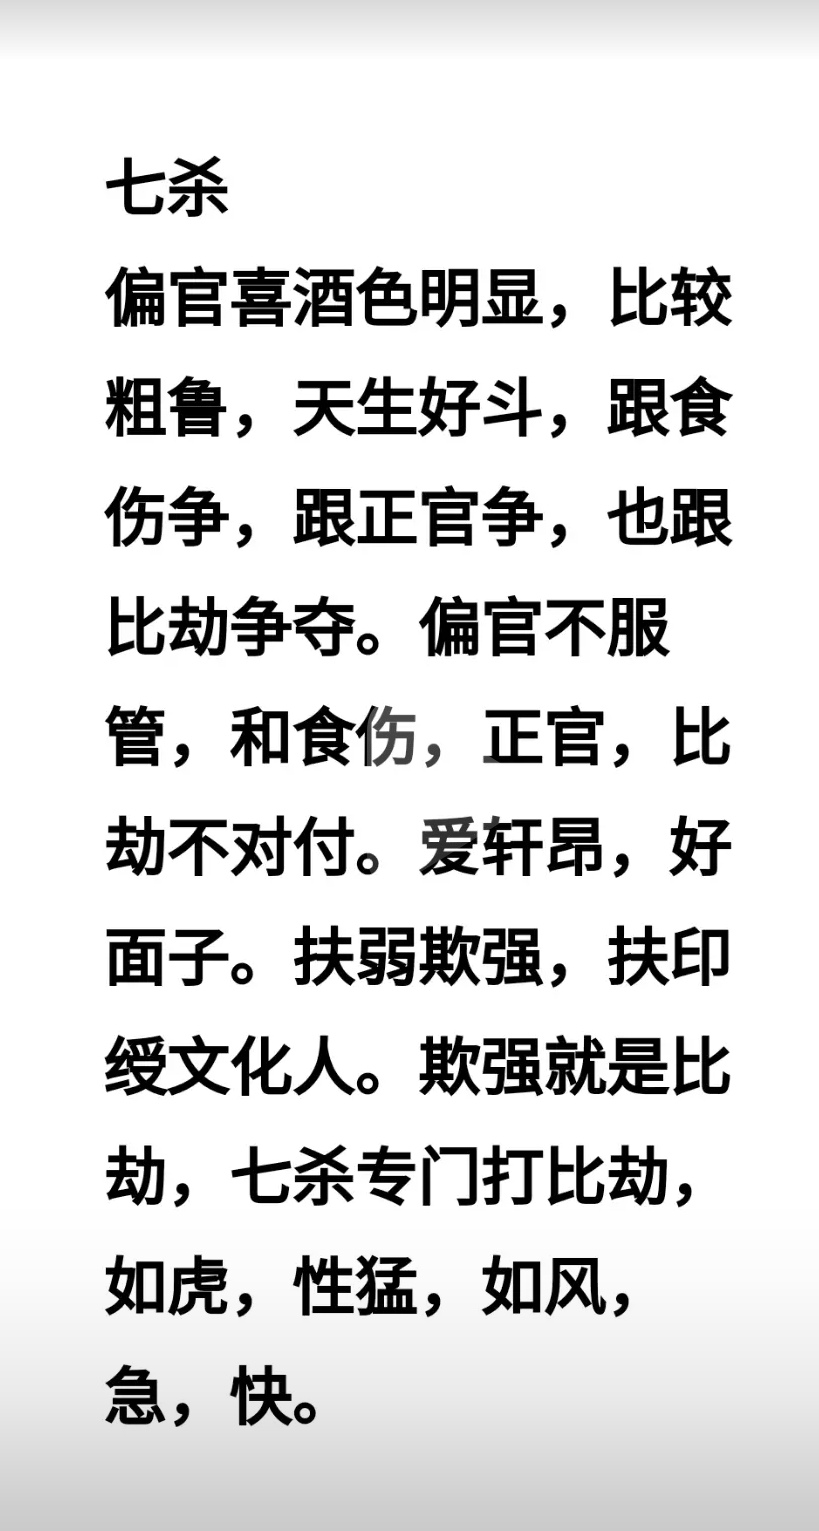 七杀
偏官喜酒色明显，比较
粗鲁，天生好斗，跟食
伤争，跟正官争，也跟
比劫争夺。偏官不服
管，和食伤，正官，比
劫不对付。爱轩昂，好
面子。扶弱欺强，扶印
绶文化人。欺强就是比
劫，七杀专门打比劫，
如虎，性猛，如风，
急，快。